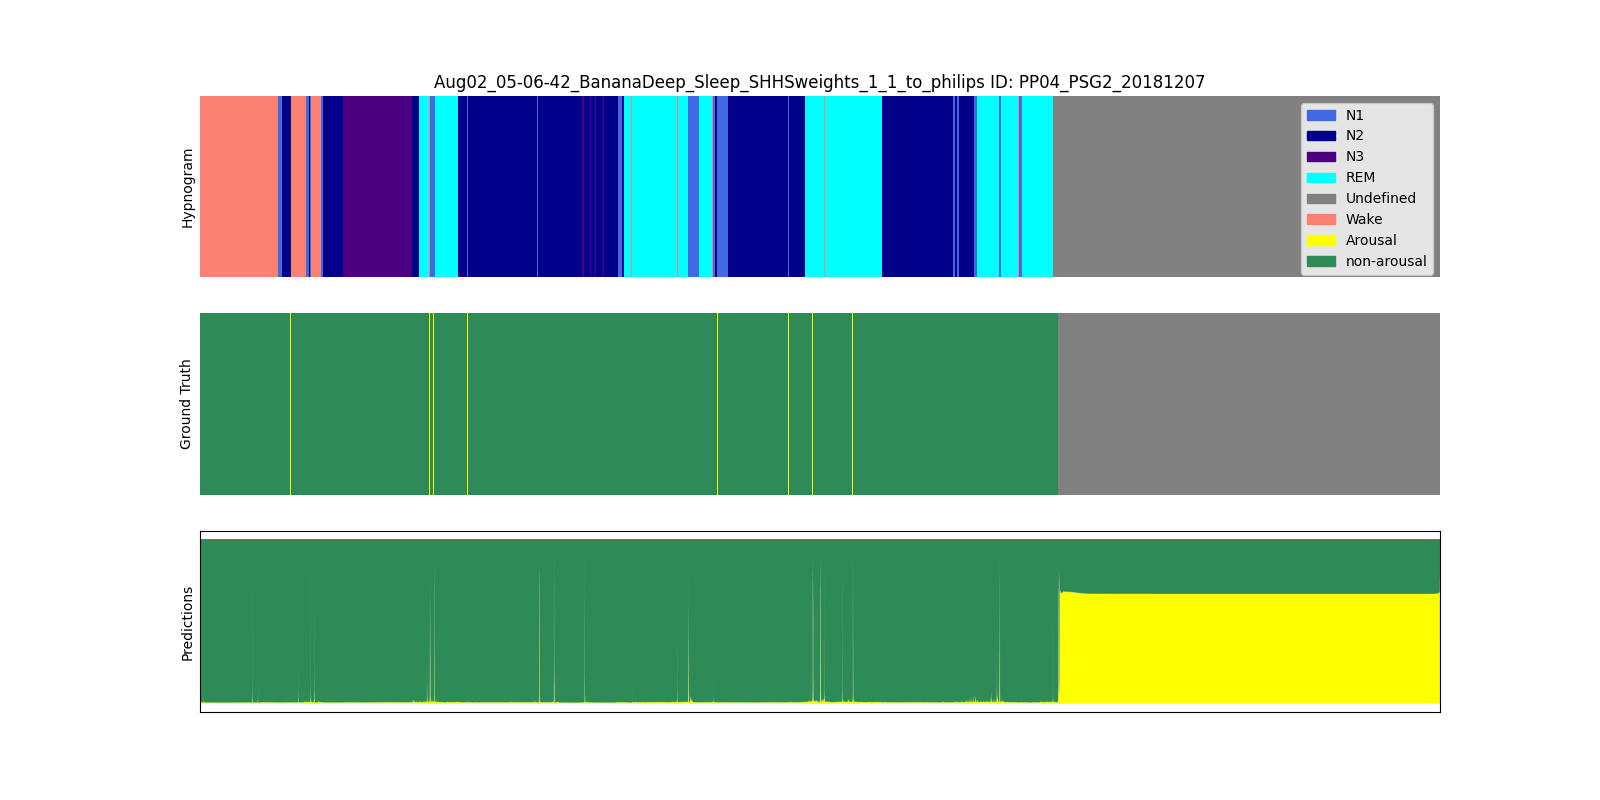 Aug02_05-06-42_BananaDeep_Sleep_SHHSweights_1_1_to_philips ID: PP04_PSG2_20181207
Hypnogram
N1
N2
N3
REM
Undefined
Wake
Arousal
non-arousal
Ground Truth
Predictions